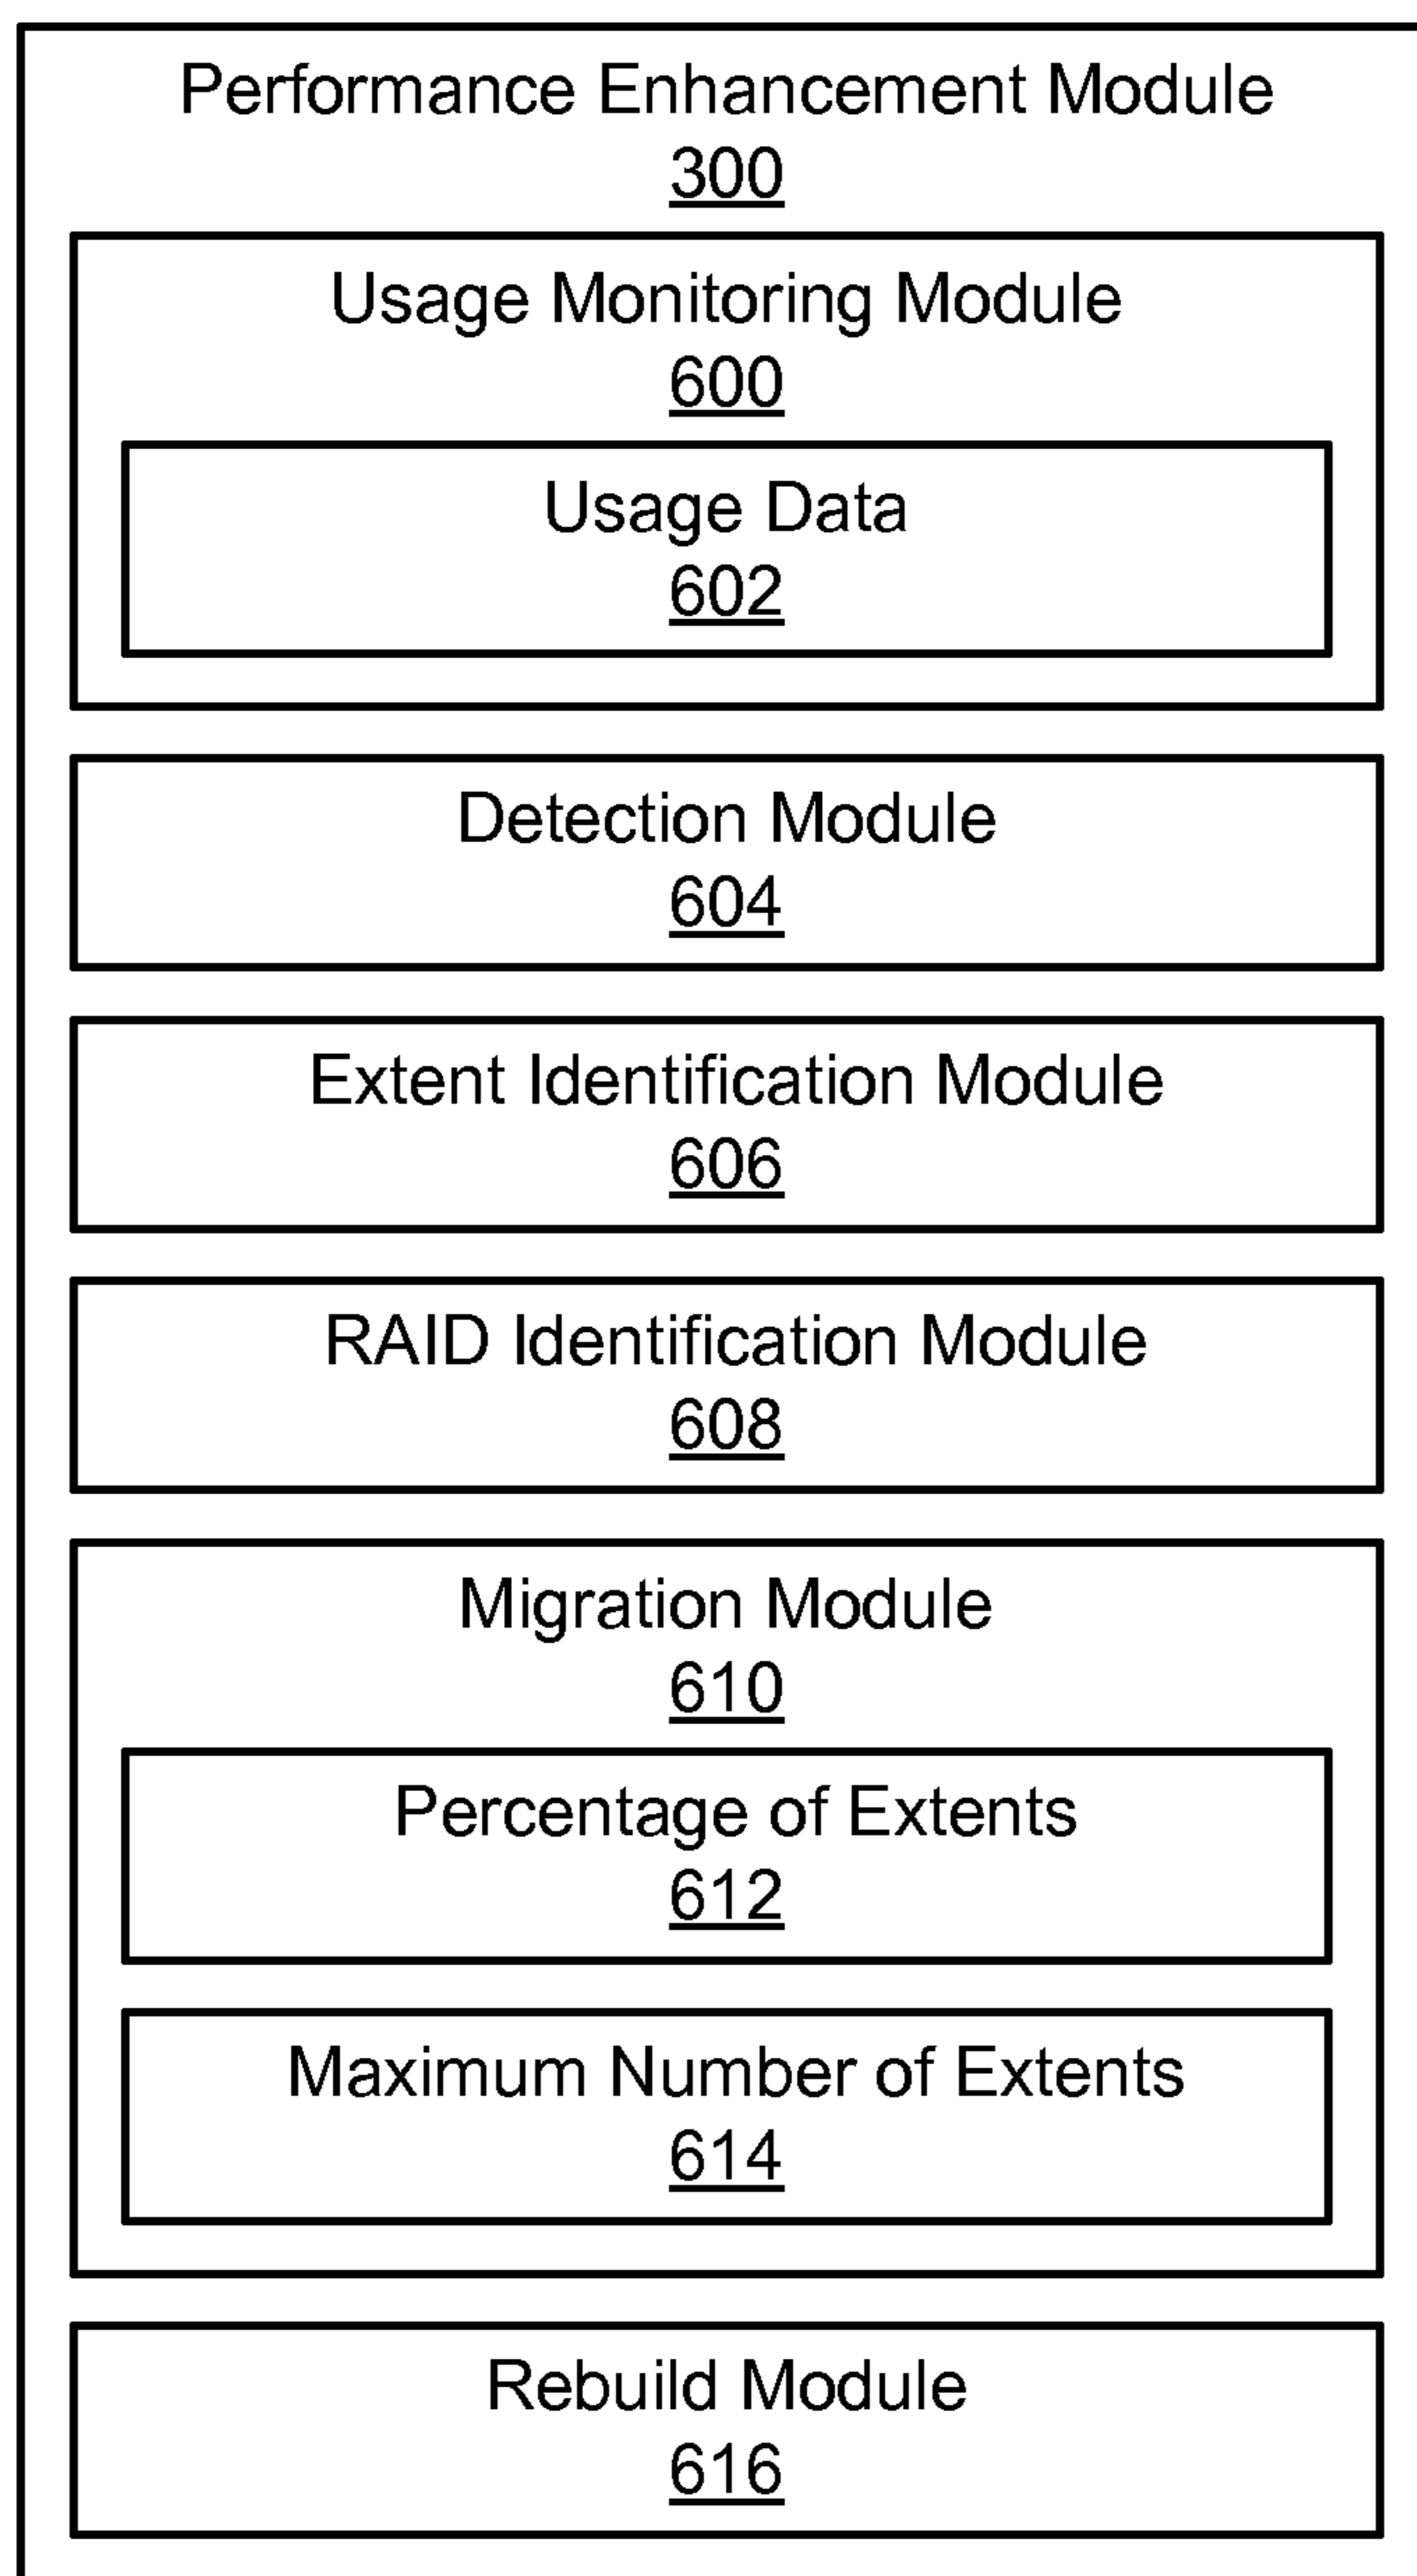 Performance Enhancement Module
300
Usage Monitoring Module
600
Usage Data
602
Detection Module
604
Extent Identification Module
606
RAID Identification Module
608
Migration Module
610
Percentage of Extents
612
Maximum Number of Extents
614
Rebuild Module
616